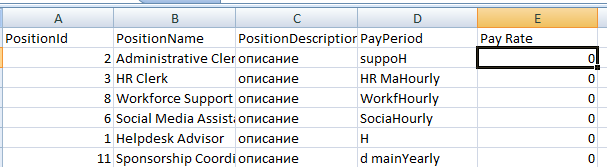 A B C D E
PositionId PositionName PositionDescription PayPeriod Pay Rate
2 Administrative Cler описание suppoH 0
3 HR Clerk описание HR MaHourly 0
8 Workforce Support описание WorkfHourly 0
6 Social Media Assista описание SociaHourly 0
1 Helpdesk Advisor описание H 0
11 Sponsorship Coordi описание d mainYearly 0